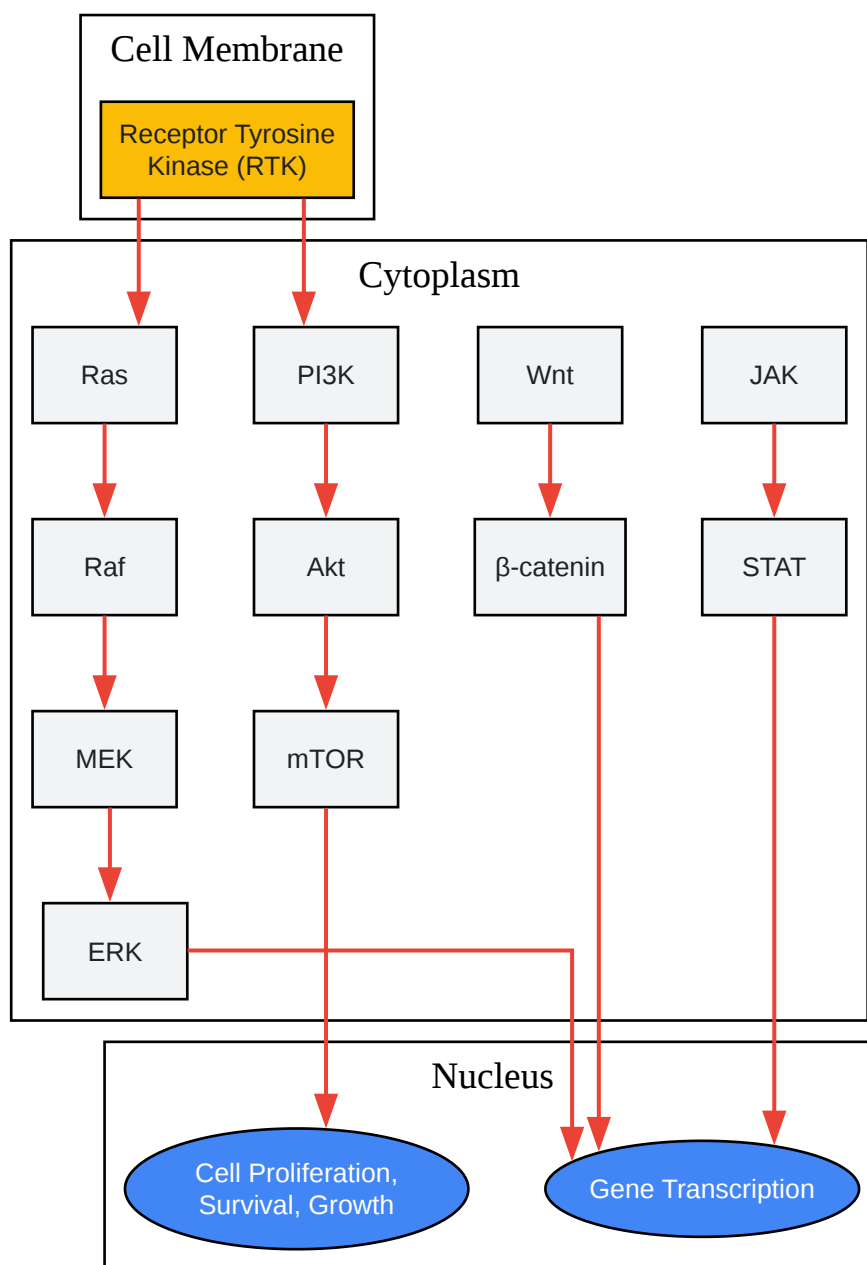 Cell Membrane
Receptor Tyrosine
Kinase (RTK)
Cytoplasm
Ras
PI3K
Wnt
JAK
Raf
Akt
β-catenin
STAT
MEK
mTOR
ERK
Nucleus
Cell Proliferation,
Survival, Growth
Gene Transcription